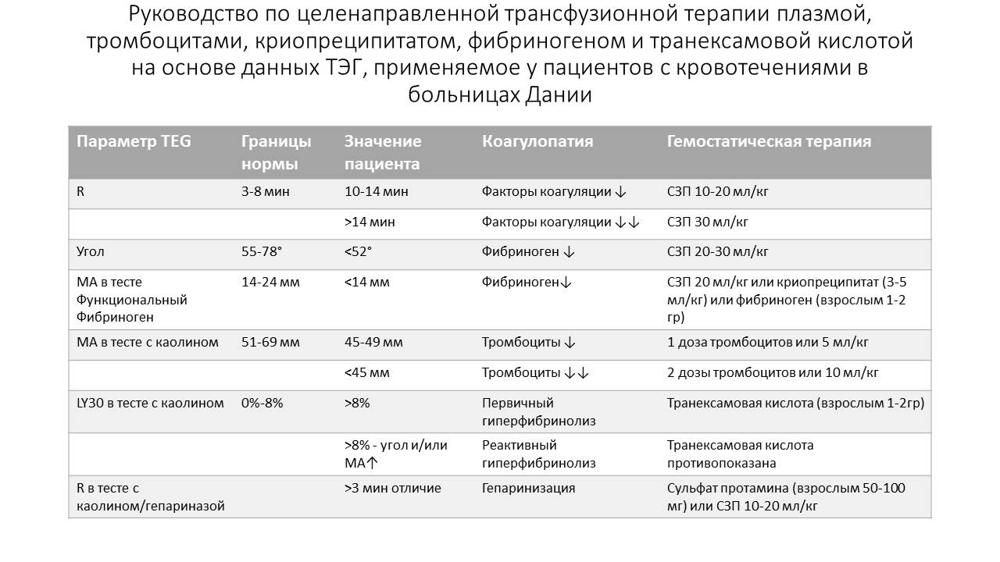 Руководство по целенаправленной трансфузионной терапии плазмой,
тромбоцитами, криопреципитатом, фибриногеном и транексамовой кислотой
на основе данных ТЭГ, применяемое у пациентов с кровотечениями в
больницах Дании
Параметр TEG
Границы
нормы
Значение
пациента
Коагулопатия
Гемостатическая терапия
R
3-8 мин
10-14 мин
Факторы коагуляции ↓
СЗП 10-20 мл/кг
>14 мин
Факторы коагуляции ↓↓
СЗП 30 мл/кг
Угол
55-78°
<52°
Фибриноген ↓
СЗП 20-30 мл/кг
МА в тесте
Функциональный
Фибриноген
14-24 мм
<14 мм
Фибриноген↓
СЗП 20 мл/кг или криопреципитат (3-5
мл/кг) или фибриноген (взрослым 1-2
гр)
МА в тесте с каолином
51-69 мм
45-49 мм
Тромбоциты ↓
1 доза тромбоцитов или 5 мл/кг
<45 мм
Тромбоциты ↓↓
2 дозы тромбоцитов или 10 мл/кг
LY30 в тесте с каолином
0%-8%
>8%
Первичный
гиперфибринолиз
Транексамовая кислота (взрослым 1-2гр)
>8% - угол и/или
МА↑
Реактивный
гиперфибринолиз
Транексамовая кислота
противопоказана
R в тесте с
каолином/гепариназой
>3 мин отличие
Гепаринизация
Сульфат протамина (взрослым 50-100
мг) или СЗП 10-20 мл/кг